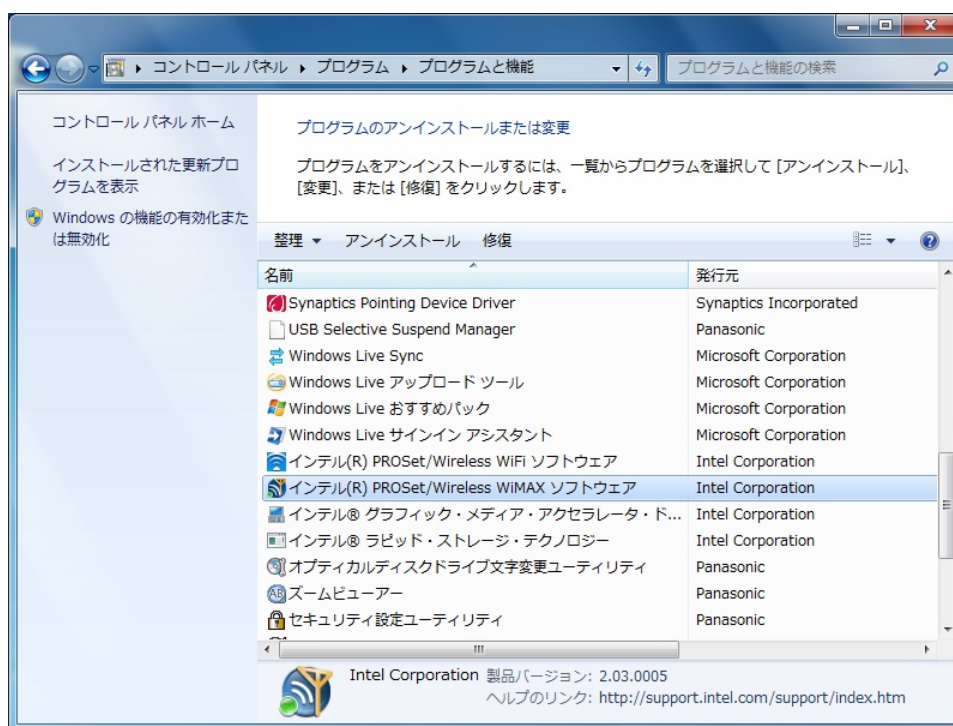 コントロール パネル ▸ プログラム ▸ プログラムと機能
プログラムと機能の検索
コントロール パネル ホーム
インストールされた更新プロ
グラムを表示
Windows の機能の有効化また
は無効化
プログラムのアンインストールまたは変更
プログラムをアンインストールするには、一覧からプログラムを選択して [アンインストール]、
[変更]、または [修復] をクリックします。
整理 アンインストール 修復
名前 発行元
Synaptics Pointing Device Driver Synaptics Incorporated
USB Selective Suspend Manager Panasonic
Windows Live Sync Microsoft Corporation
Windows Live アップロード ツール Microsoft Corporation
Windows Live おすすめパック Microsoft Corporation
Windows Live サインイン アシスタント Microsoft Corporation
インテル(R) PROSet/Wireless WiFi ソフトウェア Intel Corporation
インテル(R) PROSet/Wireless WiMAX ソフトウェア Intel Corporation
インテル® グラフィック・メディア・アクセラレータ・ド... Intel Corporation
インテル® ラピッド・ストレージ・テクノロジー Intel Corporation
オプティカルディスクドライブ文字変更ユーティリティ Panasonic
ズームビューアー Panasonic
セキュリティ設定ユーティリティ Panasonic
Intel Corporation 製品バージョン: 2.03.0005
ヘルプのリンク: http://support.intel.com/support/index.htm